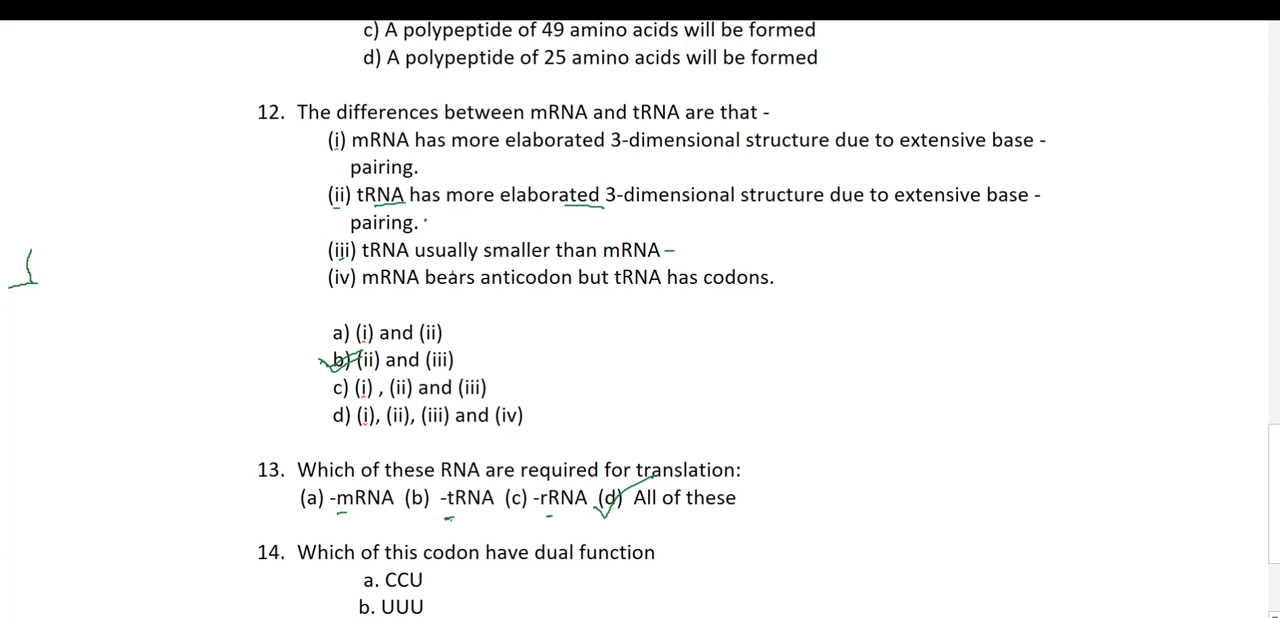 c) A polypeptide of 49 amino acids will be formed
d) A polypeptide of 25 amino acids will be formed
12. The differences between mRNA and tRNA are that -
(i) mRNA has more elaborated 3-dimensional structure due to extensive base -
pairing.
(ii) tRNA has more elaborated 3-dimensional structure due to extensive base -
pairing.
(iii) tRNA usually smaller than mRNA
(iv) mRNA bears anticodon but tRNA has codons.
a) (i) and (ii)
b) (ii) and (iii)
c) (i) , (ii) and (iii)
d) (i), (ii), (iii) and (iv)
13. Which of these RNA are required for translation:
(a) -mRNA (b) -tRNA (c) -rRNA (d) All of these
14. Which of this codon have dual function
a. CCU
b. UUU